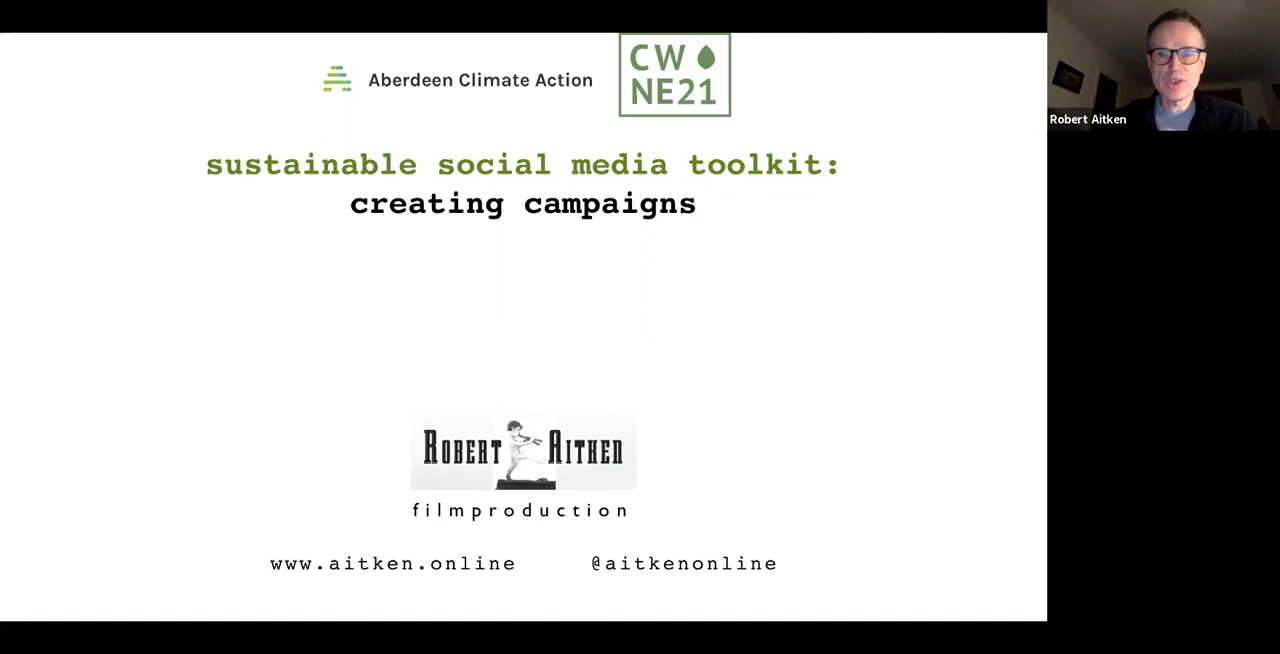 Aberdeen Climate Action
CW
NE21
Robert Aitken
sustainable social media toolkit:
creating campaigns
ROBERT AITKEN
filmproduction
www.aitken.online @aitkenonline